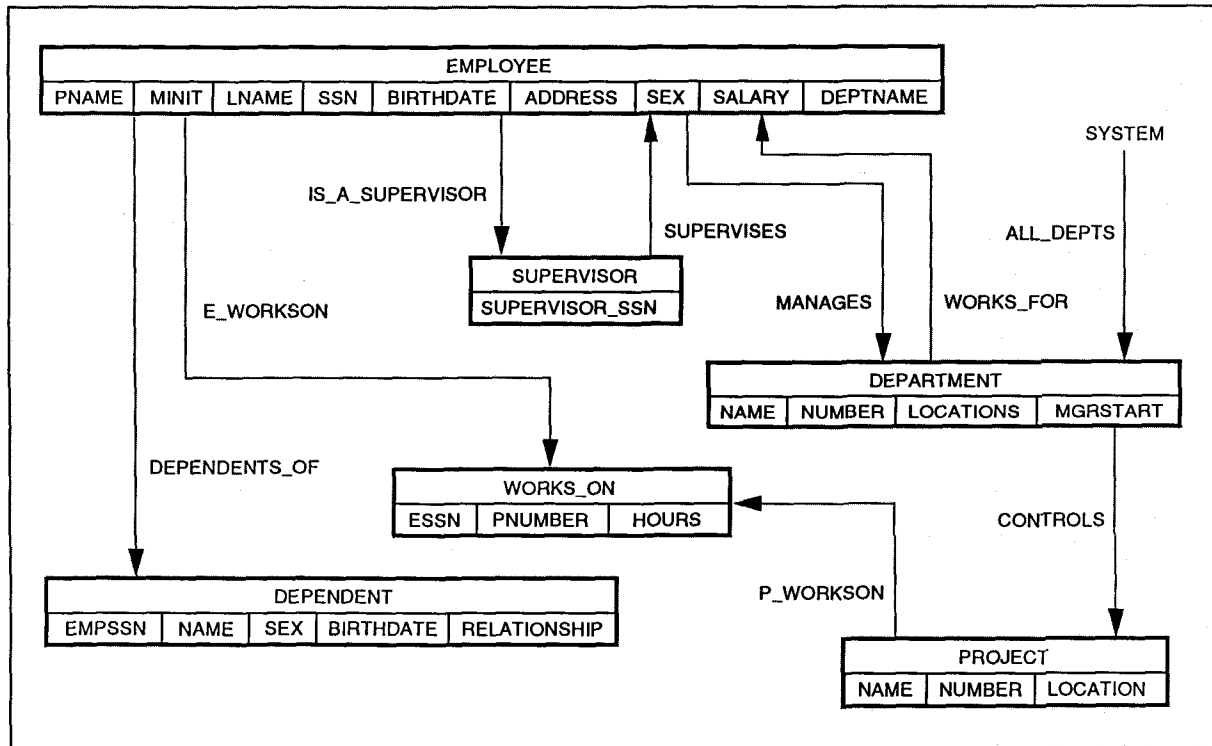 EMPLOYEE
PNAME MINIT LNAME SSN BIRTHDATE ADDRESS SEX SALARY DEPTNAME
SYSTEM
IS_A_SUPERVISOR
SUPERVISES
ALL_DEPTS
SUPERVISOR
SUPERVISOR_SSN
E_WORKSON
MANAGES
WORKS_FOR
DEPARTMENT
NAME NUMBER LOCATIONS MGRSTART
DEPENDENTS_OF
WORKS_ON
ESSN PNUMBER HOURS
CONTROLS
P_WORKSON
DEPENDENT
EMPSSN NAME SEX BIRTHDATE RELATIONSHIP
PROJECT
NAME NUMBER LOCATION